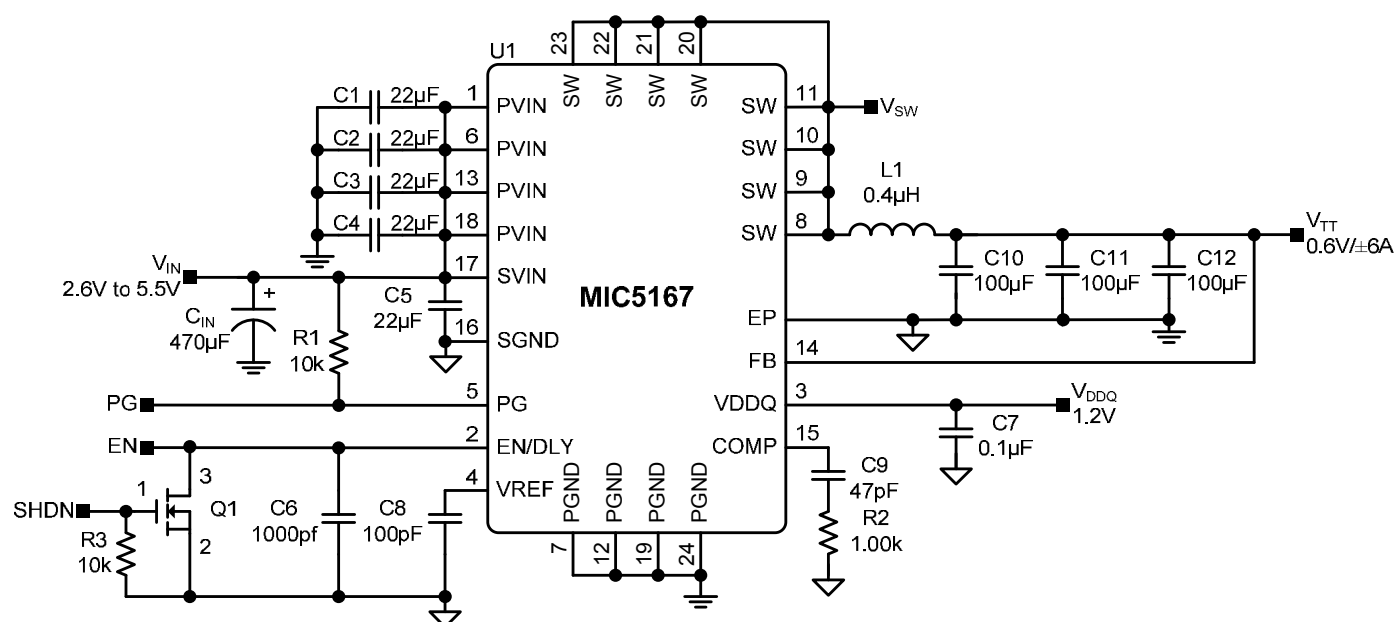 U1
23
22
21
20
SW
SW
SW
SW
C1 22µF
1 PVIN
C2 22µF
6 PVIN
C3 22µF
13 PVIN
C4 22µF
18 PVIN
VIN
2.6V to 5.5V
17 SVIN
+
CIN
470µF
R1
10k
C5
22µF
16 SGND
MIC5167
PG
5 PG
EN
2 EN/DLY
4 VREF
SHDN
1
3
2
Q1
R3
10k
C6
1000pf
C8
100pF
PGND
PGND
PGND
PGND
7
12
19
24
SW 11
VSW
SW 10
SW 9
SW 8
L1
0.4µH
VTT
0.6V/±6A
C10
100µF
C11
100µF
C12
100µF
EP
FB 14
VDDQ 3
VDDQ
1.2V
C7
0.1µF
COMP 15
C9
47pF
R2
1.00k